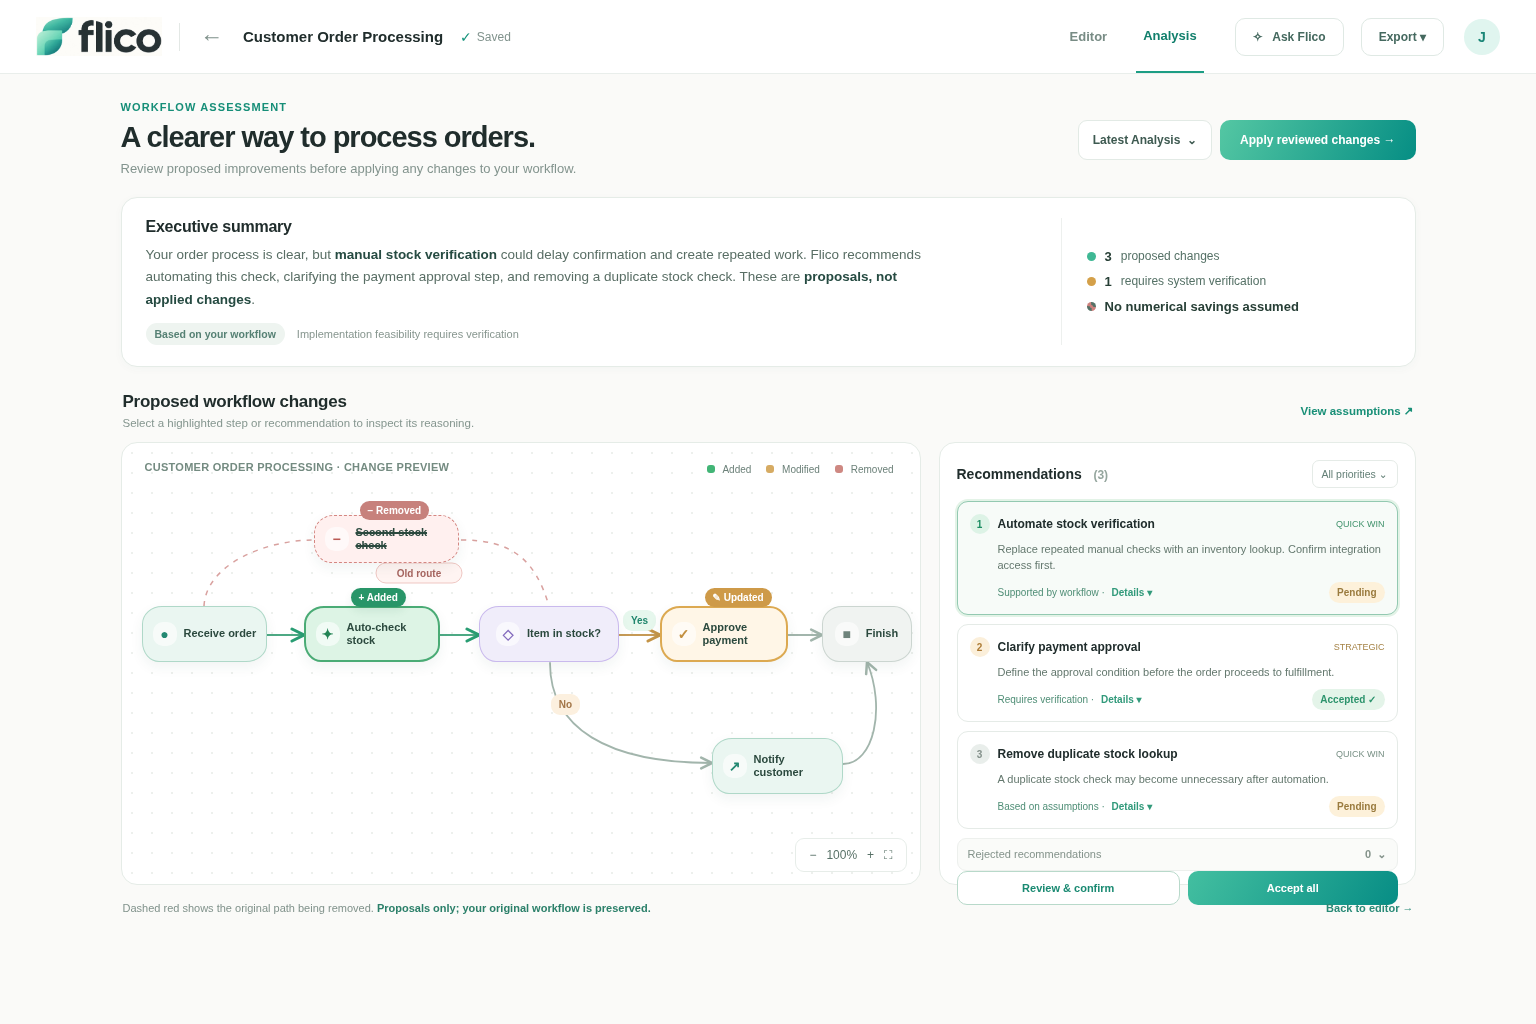 flico
← Customer Order Processing ✓ Saved
Editor Analysis ✧ Ask Flico Export ▾ J
WORKFLOW ASSESSMENT
A clearer way to process orders.
Review proposed improvements before applying any changes to your workflow.
Latest Analysis ⌄ Apply reviewed changes →
Executive summary
Your order process is clear, but manual stock verification could delay confirmation and create repeated work. Flico recommends
automating this check, clarifying the payment approval step, and removing a duplicate stock check. These are proposals, not
applied changes.
Based on your workflow Implementation feasibility requires verification
3 proposed changes
1 requires system verification
No numerical savings assumed
Proposed workflow changes
Select a highlighted step or recommendation to inspect its reasoning.
View assumptions ↗
CUSTOMER ORDER PROCESSING · CHANGE PREVIEW
Added Modified Removed
− Removed
− Second stock
check
Old route
+ Added
✎ Updated
Receive order
Auto-check
stock
Item in stock?
Yes
Approve
payment
Finish
No
Notify
customer
− 100% +
Recommendations (3)
All priorities ⌄
1 Automate stock verification QUICK WIN
Replace repeated manual checks with an inventory lookup. Confirm integration
access first.
Supported by workflow · Details ▾ Pending
2 Clarify payment approval STRATEGIC
Define the approval condition before the order proceeds to fulfillment.
Requires verification · Details ▾ Accepted ✓
3 Remove duplicate stock lookup QUICK WIN
A duplicate stock check may become unnecessary after automation.
Based on assumptions · Details ▾ Pending
Rejected recommendations 0 ⌄
Review & confirm Accept all
Dashed red shows the original path being removed. Proposals only; your original workflow is preserved.
Back to editor →